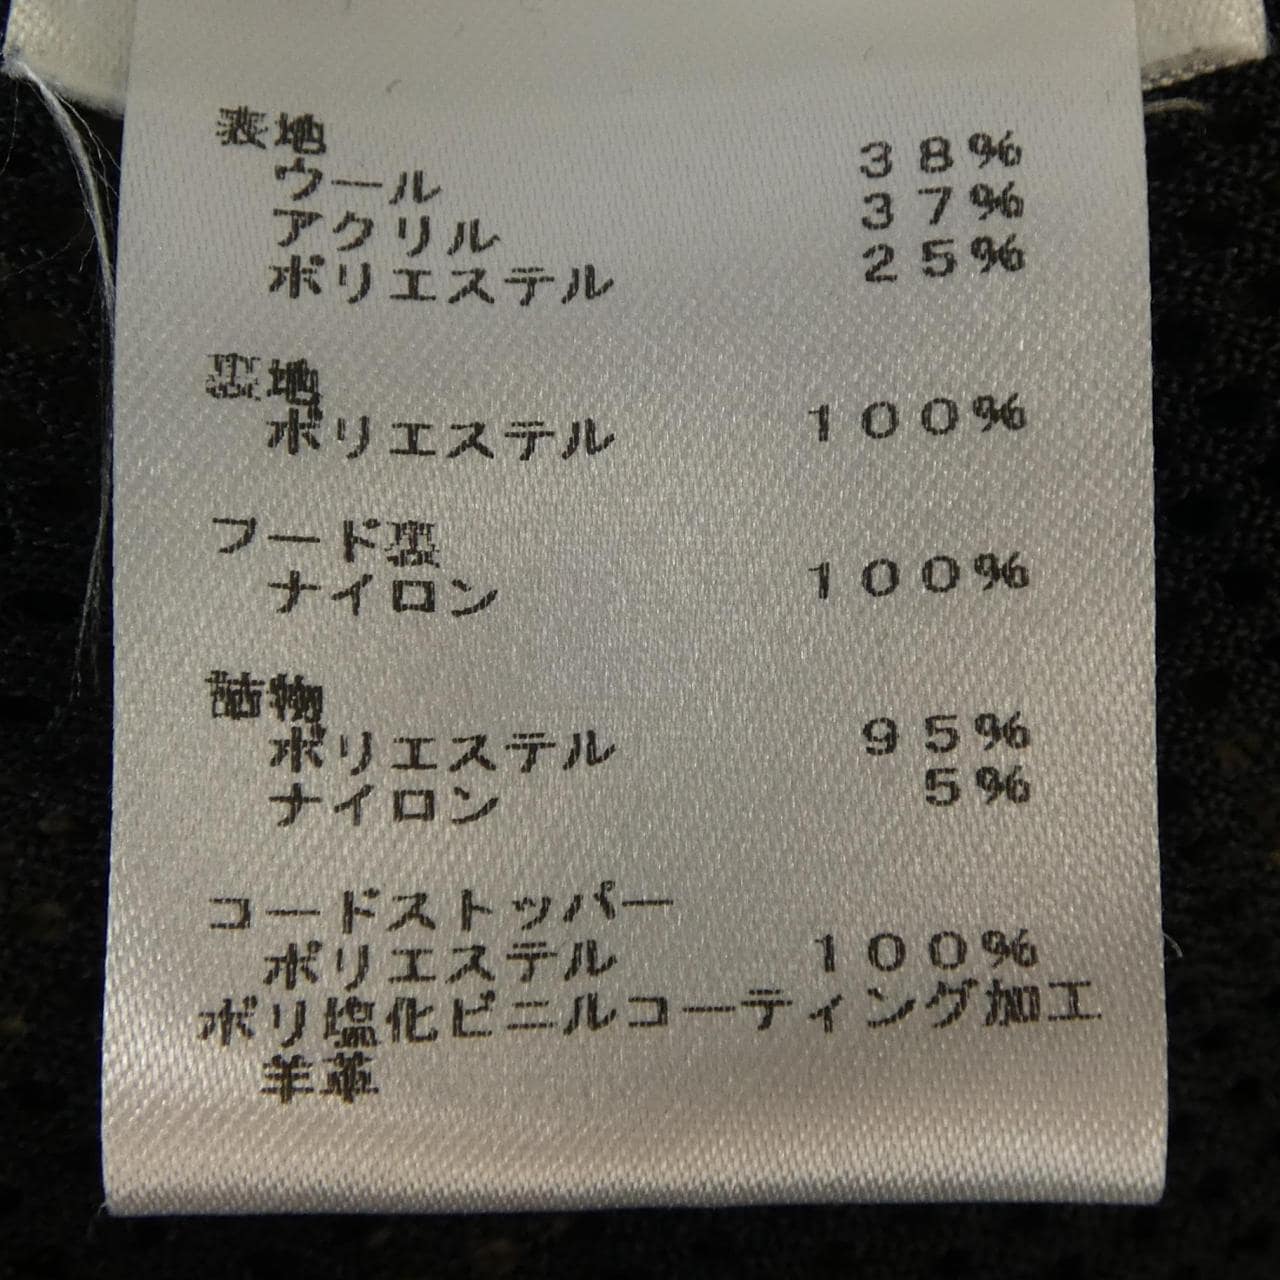 表地
ウール 38%
アクリル 37%
ポリエステル 25%
裏地
ポリエステル 100%
フード裏
ナイロン 100%
詰物
ポリエステル 95%
ナイロン 5%
コードストッパー
ポリエステル 100%
ポリ塩化ビニルコーティング加工
羊革